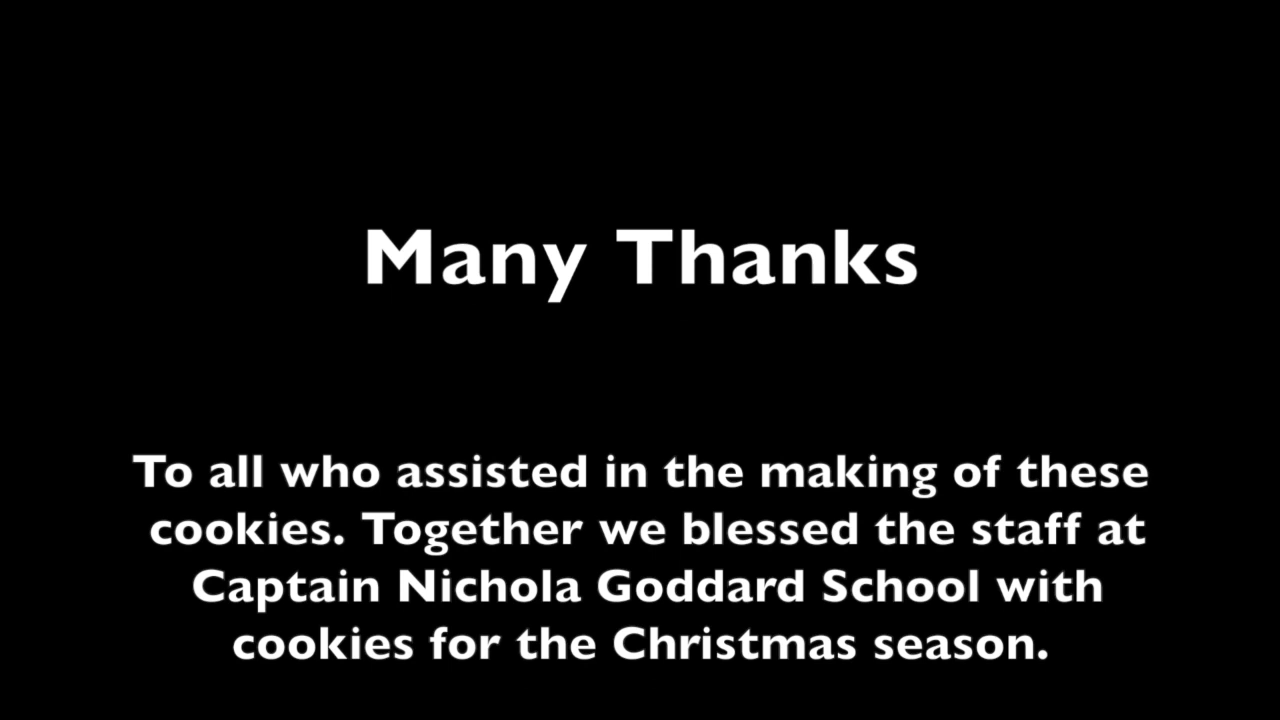 Many Thanks
To all who assisted in the making of these
cookies. Together we blessed the staff at
Captain Nichola Goddard School with
cookies for the Christmas season.